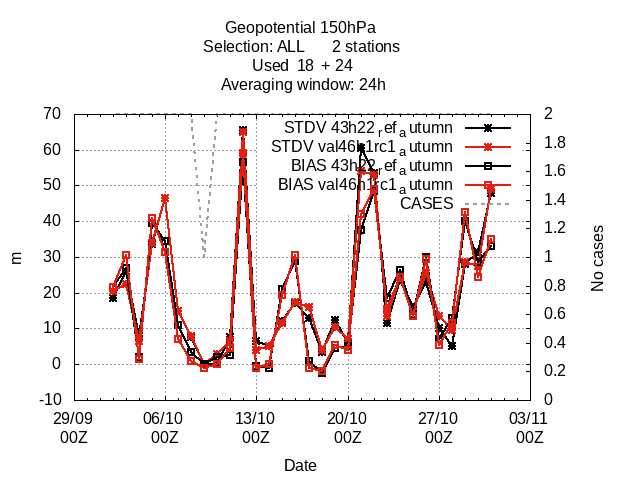 Geopotential 150hPa
Selection: ALL 2 stations
Used 18 + 24
Averaging window: 24h
STDV 43h22_ref_autumn
STDV val46h1rc1_autumn
BIAS 43h22_ref_autumn
BIAS val46h1rc1_autumn
CASES
70
60
50
40
30
20
10
0
-10
m
2
1.8
1.6
1.4
1.2
1
0.8
0.6
0.4
0.2
0
No cases
29/09 06/10 13/10 20/10 27/10 03/11
00Z 00Z 00Z 00Z 00Z 00Z
Date